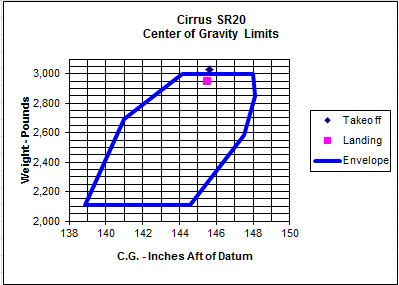 Cirrus SR20
Center of Gravity Limits
3,000
2,800
2,600
2,400
2,200
2,000
Weight - Pounds
138 140 142 144 146 148 150
C.G. - Inches Aft of Datum
Takeoff
Landing
Envelope